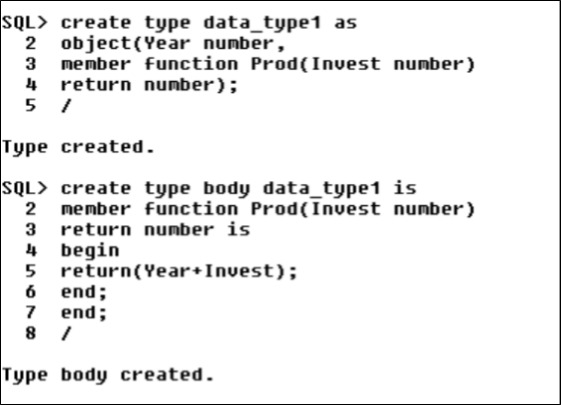 SQL> create type data_type1 as
2 object(Year number,
3 member function Prod(Invest number)
4 return number);
5 /
Type created.
SQL> create type body data_type1 is
2 member function Prod(Invest number)
3 return number is
4 begin
5 return(Year+Invest);
6 end;
7 end;
8 /
Type body created.